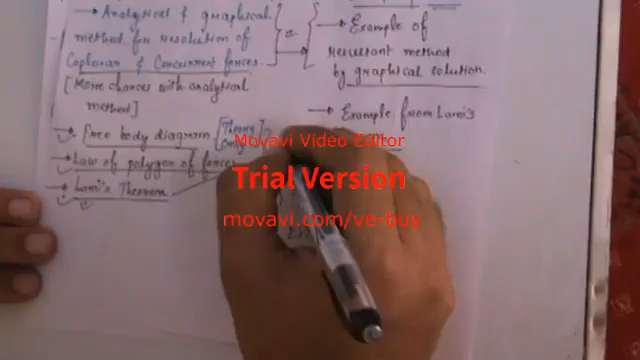 → Analytical & graphical
method for resolution of
Coplanar & Concurrent forces.
[More chances with analytical
method]
→ Free body diagram [Theory
only]
→ Law of polygon of forces
→ Lami's Theorem
→ Example of
resultant method
by graphical solution.
→ Example from Lami's
Movavi Video Editor
Trial Version
movavi.com/ve-buy